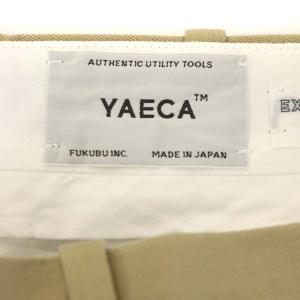 AUTHENTIC UTILITY TOOLS
YAECA™
FUKUBU INC. MADE IN JAPAN
EX